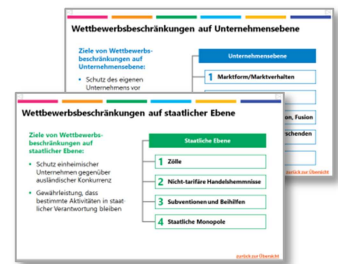 Wettbewerbsbeschränkungen auf Unternehmensebene
Ziele von Wettbewerbs-
beschränkungen auf
Unternehmensebene:
• Schutz des eigenen
Unternehmens vor
Unternehmensebene
1 Marktform/Marktverhalten
on, Fusion
schenden
zurück zur Übersicht
Wettbewerbsbeschränkungen auf staatlicher Ebene
Ziele von Wettbewerbs-
beschränkungen auf
staatlicher Ebene:
• Schutz einheimischer
Unternehmen gegenüber
ausländischer Konkurrenz
• Gewährleistung, dass
bestimmte Aktivitäten in staat-
licher Verantwortung bleiben
Staatliche Ebene
1 Zölle
2 Nicht-tarifäre Handelshemmnisse
3 Subventionen und Beihilfen
4 Staatliche Monopole
zurück zur Übersicht